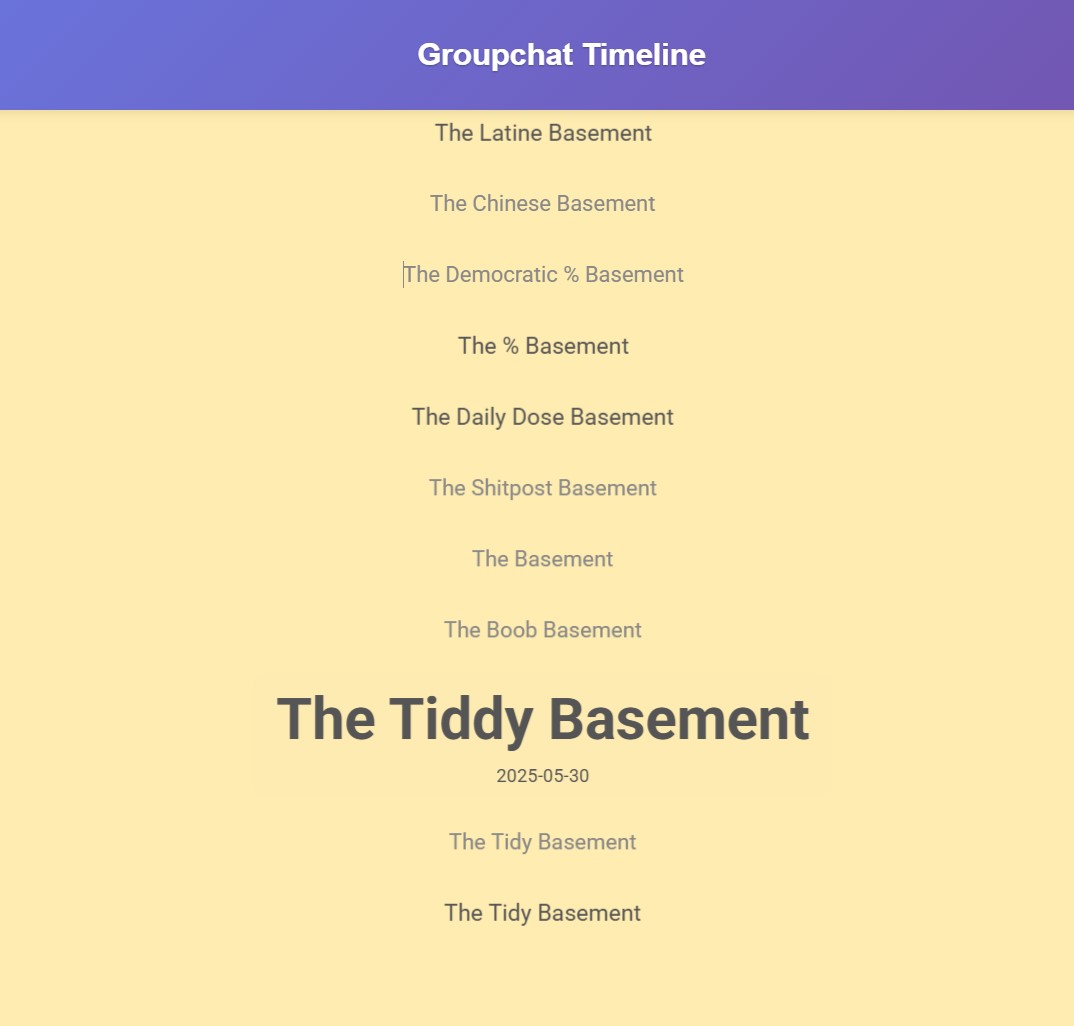 Groupchat Timeline
The Latine Basement
The Chinese Basement
The Democratic % Basement
The % Basement
The Daily Dose Basement
The Shitpost Basement
The Basement
The Boob Basement
The Tiddy Basement
2025-05-30
The Tidy Basement
The Tidy Basement